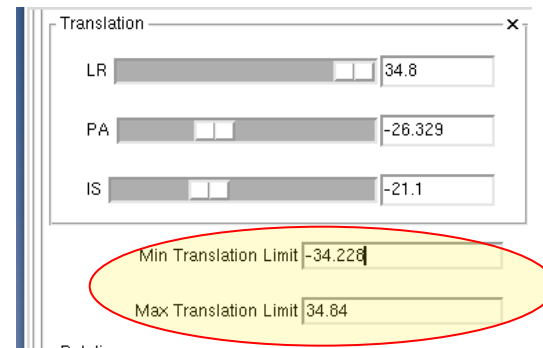 Translation
LR 34.8
PA -26.329
IS -21.1
Min Translation Limit -34.228
Max Translation Limit 34.84